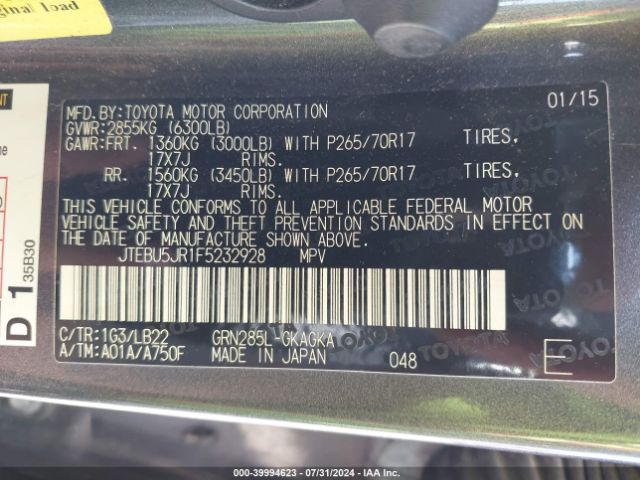 ginal load
MFD.BY:TOYOTA MOTOR CORPORATION 01/15
GVWR:2855KG (6300LB)
GAWR:FRT. 1360KG (3000LB) WITH P265/70R17 TIRES,
17X7J RIMS.
RR. 1560KG (3450LB) WITH P265/70R17 TIRES,
17X7J RIMS.
THIS VEHICLE CONFORMS TO ALL APPLICABLE FEDERAL MOTOR
VEHICLE SAFETY AND THEFT PREVENTION STANDARDS IN EFFECT ON
THE DATE OF MANUFACTURE SHOWN ABOVE.
JTEBU5JR1F5232928 MPV
C/TR:1G3/LB22 GRN285L-GKAGKA
A/TM:A01A/A750F MADE IN JAPAN 048 E
D 1
35B30
000-39994623 - 07/31/2024 - IAA Inc.